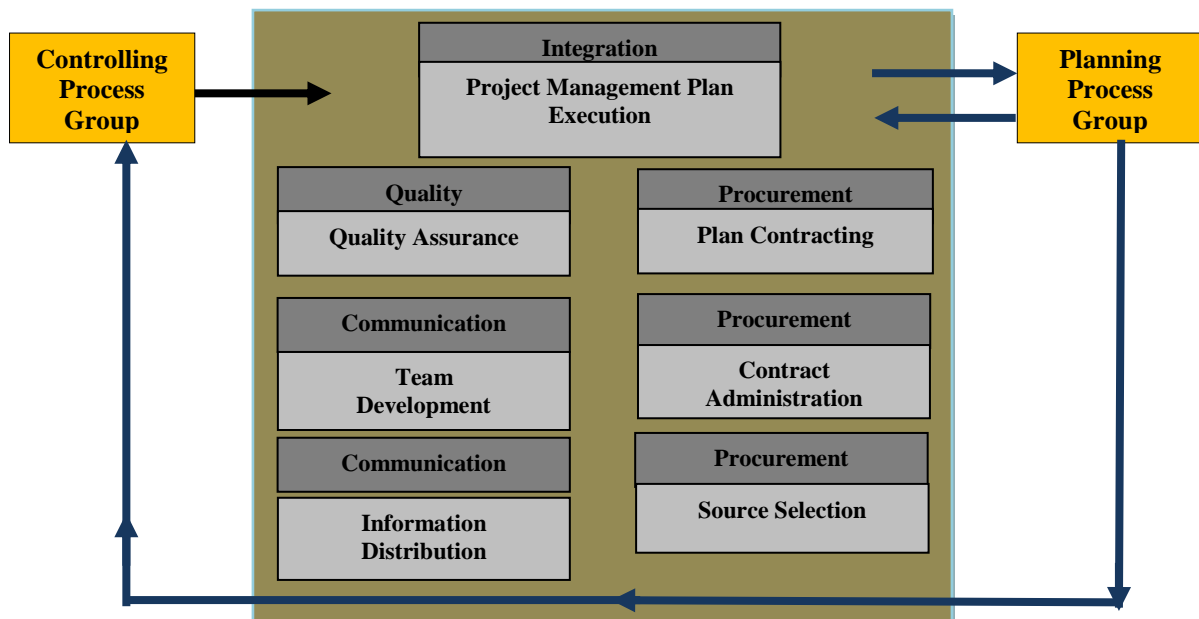 Controlling
Process
Group
Integration
Project Management Plan
Execution
Planning
Process
Group
Quality
Quality Assurance
Procurement
Plan Contracting
Communication
Team
Development
Procurement
Contract
Administration
Communication
Information
Distribution
Procurement
Source Selection